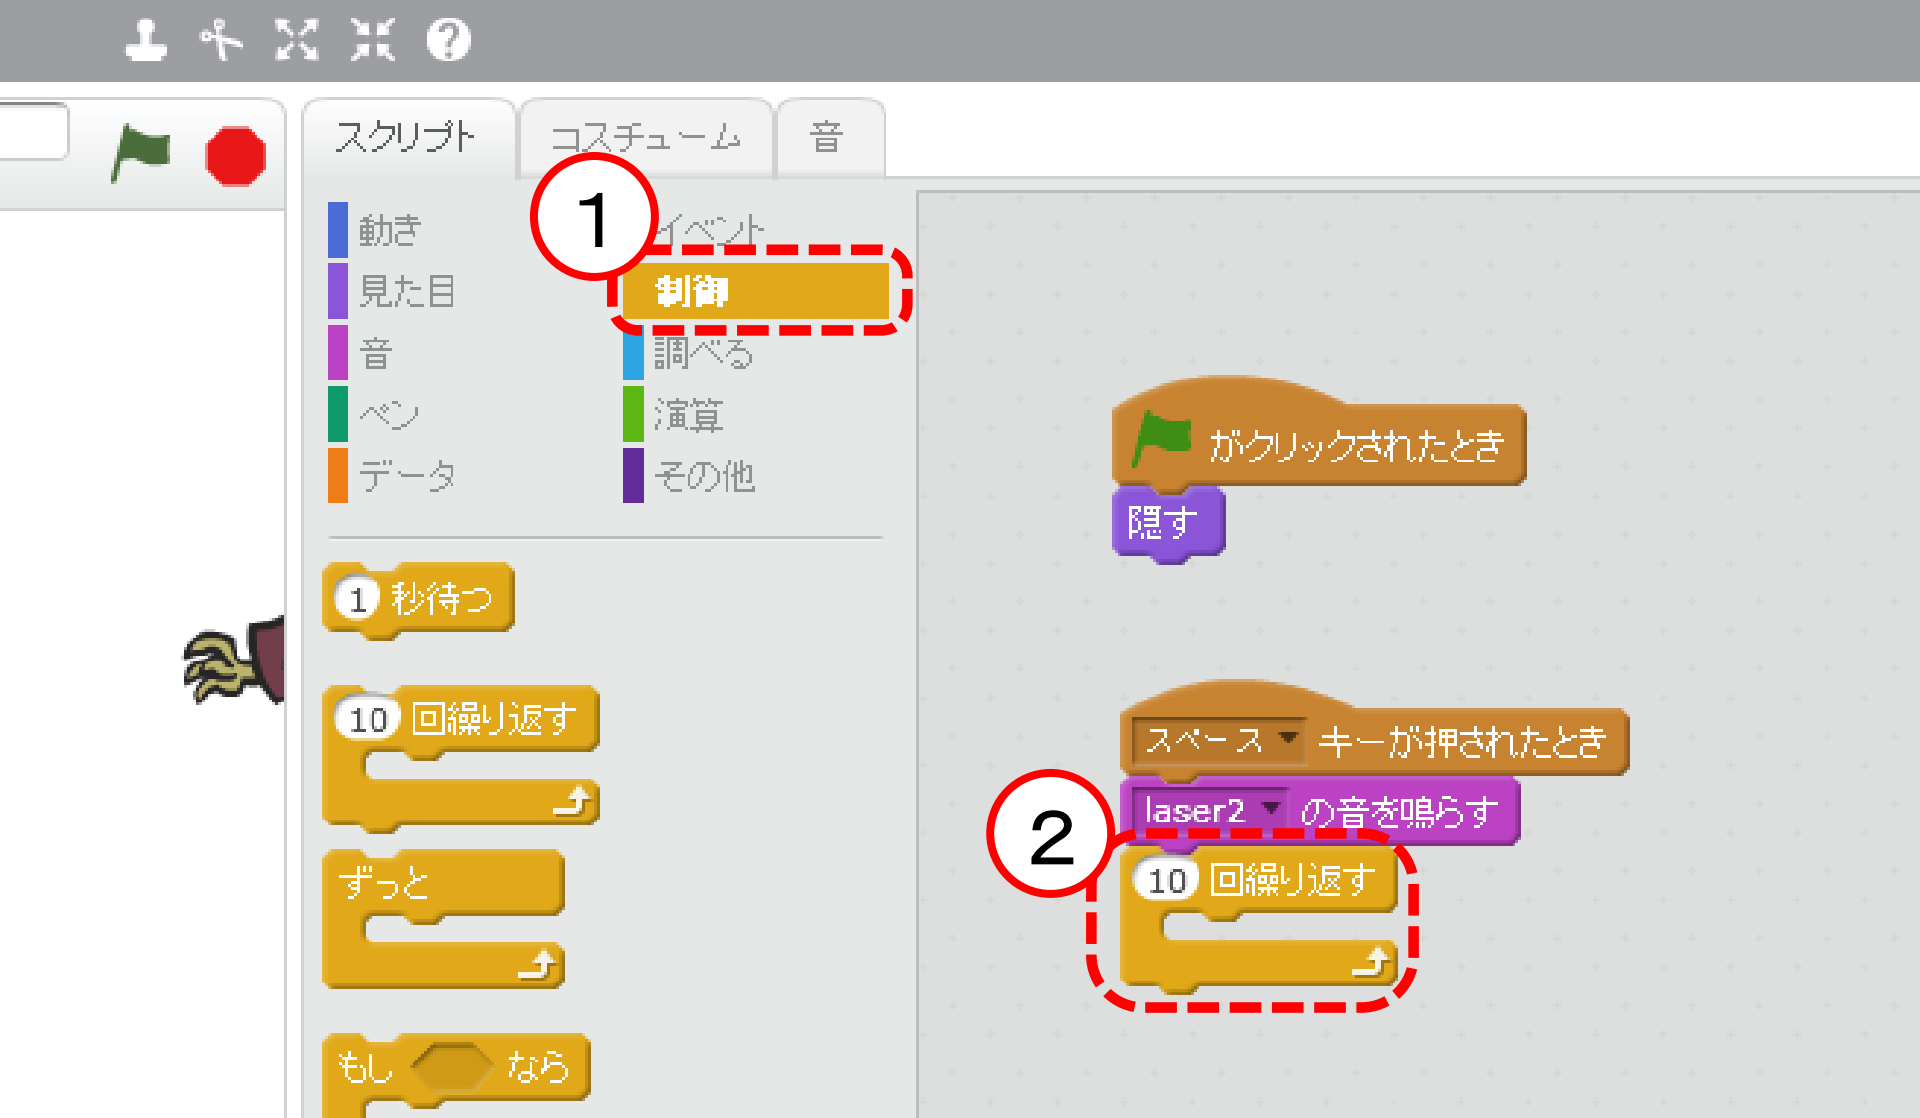 ?
スクリプト
コスチューム
音
動き
イベント
見た目
制御
音
調べる
ペン
演算
データ
その他
1
1 秒待つ
10 回繰り返す
ずっと
もし なら
がクリックされたとき
隠す
スペース キーが押されたとき
laser2 の音を鳴らす
2
10 回繰り返す